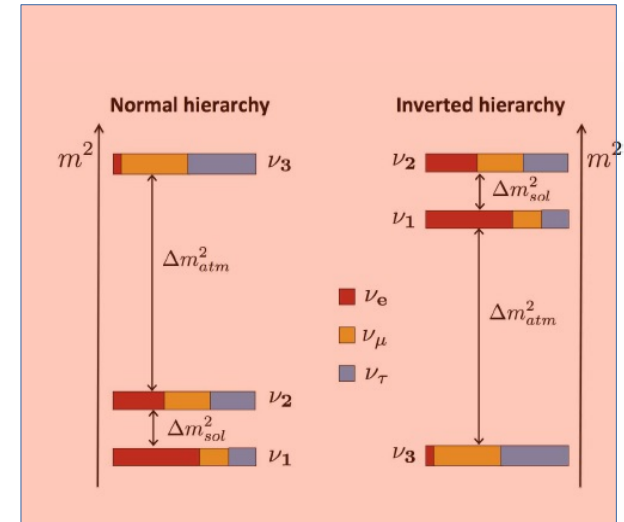 Normal hierarchy
m²
ν₃
Δm²ₐₜₘ
ν₂
Δm²ₛₒₗ
ν₁
νₑ
ν_μ
ν_τ
Inverted hierarchy
ν₂
m²
Δm²ₛₒₗ
ν₁
Δm²ₐₜₘ
ν₃